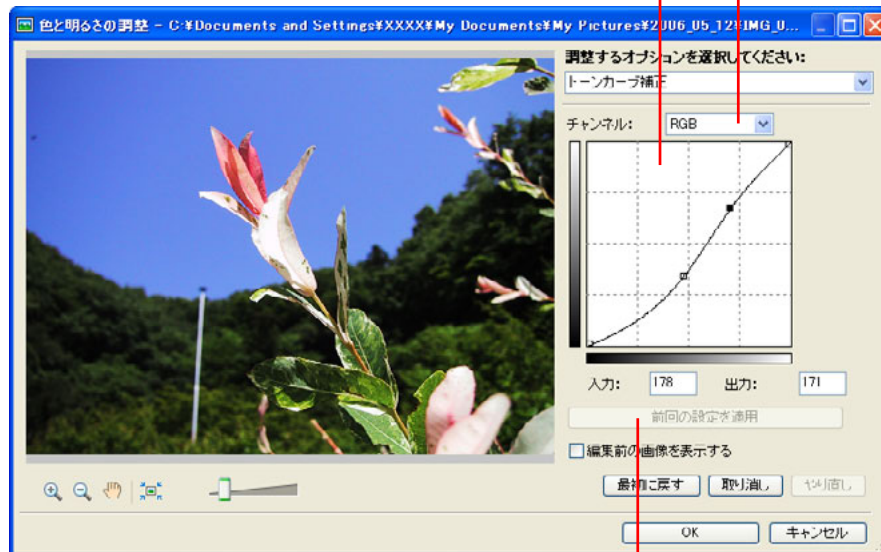 色と明るさの調整 - C:¥Documents and Settings¥XXXX¥My Documents¥My Pictures¥2006_05_12¥IMG_0...
調整するオプションを選択してください:
トーンカーブ補正
チャンネル: RGB
入力: 178 出力: 171
前回の設定を適用
編集前の画像を表示する
最初に戻す 取り消し やり直し
OK キャンセル